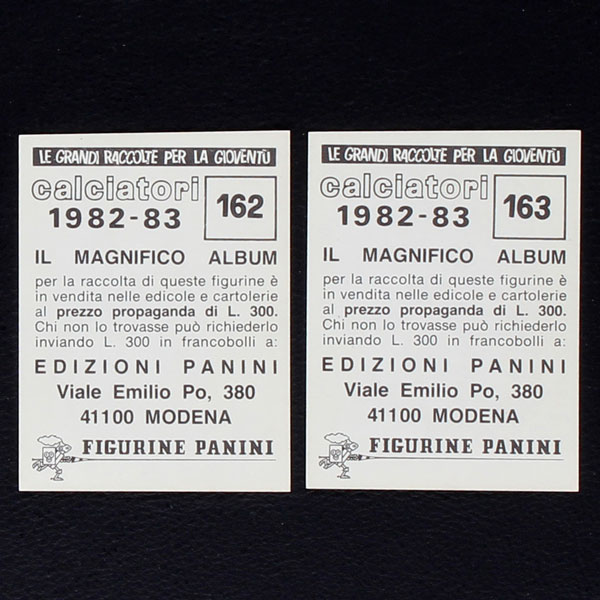 LE GRANDI RACCOLTE PER LA GIOVENTÙ
calciatori
1982-83
162
IL MAGNIFICO ALBUM
per la raccolta di queste figurine è
in vendita nelle edicole e cartolerie
al prezzo propaganda di L. 300.
Chi non lo trovasse può richiederlo
inviando L. 300 in francobolli a:
EDIZIONI PANINI
Viale Emilio Po, 380
41100 MODENA
FIGURINE PANINI
LE GRANDI RACCOLTE PER LA GIOVENTÙ
calciatori
1982-83
163
IL MAGNIFICO ALBUM
per la raccolta di queste figurine è
in vendita nelle edicole e cartolerie
al prezzo propaganda di L. 300.
Chi non lo trovasse può richiederlo
inviando L. 300 in francobolli a:
EDIZIONI PANINI
Viale Emilio Po, 380
41100 MODENA
FIGURINE PANINI